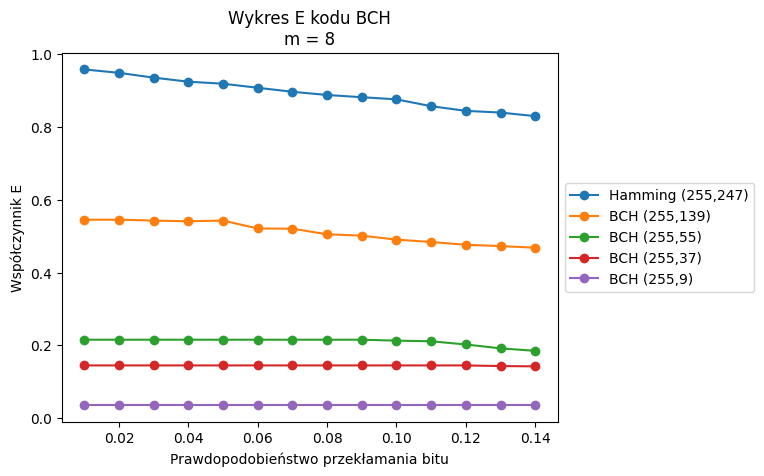 Wykres E kodu BCH
m = 8
Współczynnik E
1.0
0.8
0.6
0.4
0.2
0.0
0.02
0.04
0.06
0.08
0.10
0.12
0.14
Prawdopodobieństwo przekłamania bitu
Hamming (255,247)
BCH (255,139)
BCH (255,55)
BCH (255,37)
BCH (255,9)